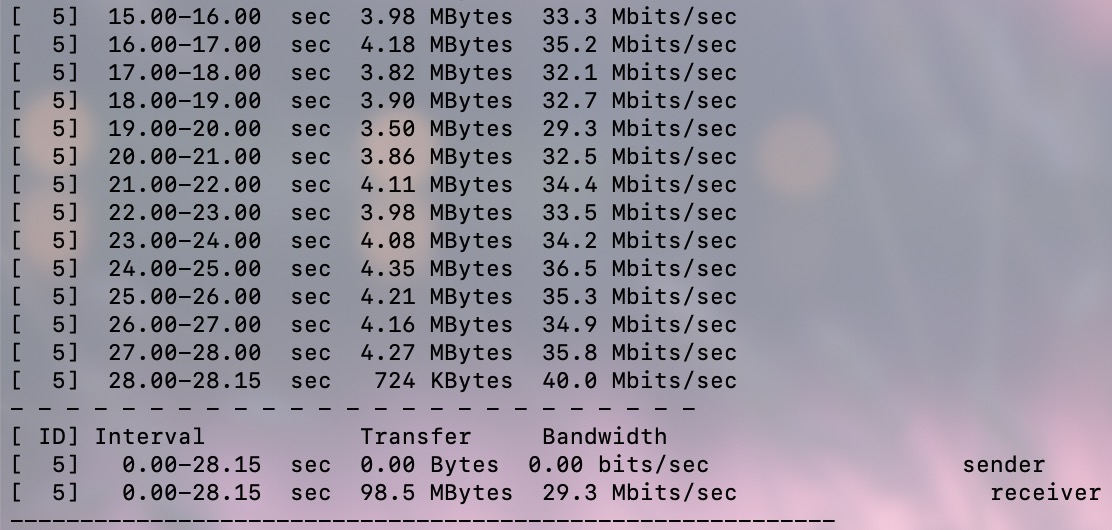 [  5]  15.00-16.00  sec  3.98 MBytes  33.3 Mbits/sec
[  5]  16.00-17.00  sec  4.18 MBytes  35.2 Mbits/sec
[  5]  17.00-18.00  sec  3.82 MBytes  32.1 Mbits/sec
[  5]  18.00-19.00  sec  3.90 MBytes  32.7 Mbits/sec
[  5]  19.00-20.00  sec  3.50 MBytes  29.3 Mbits/sec
[  5]  20.00-21.00  sec  3.86 MBytes  32.5 Mbits/sec
[  5]  21.00-22.00  sec  4.11 MBytes  34.4 Mbits/sec
[  5]  22.00-23.00  sec  3.98 MBytes  33.5 Mbits/sec
[  5]  23.00-24.00  sec  4.08 MBytes  34.2 Mbits/sec
[  5]  24.00-25.00  sec  4.35 MBytes  36.5 Mbits/sec
[  5]  25.00-26.00  sec  4.21 MBytes  35.3 Mbits/sec
[  5]  26.00-27.00  sec  4.16 MBytes  34.9 Mbits/sec
[  5]  27.00-28.00  sec  4.27 MBytes  35.8 Mbits/sec
[  5]  28.00-28.15  sec   724 KBytes  40.0 Mbits/sec
- - - - - - - - - - - - - - - - - - - - - - - - -
[ ID] Interval           Transfer     Bandwidth
[  5]   0.00-28.15  sec  0.00 Bytes  0.00 bits/sec                  sender
[  5]   0.00-28.15  sec  98.5 MBytes  29.3 Mbits/sec                  receiver
-----------------------------------------------------------